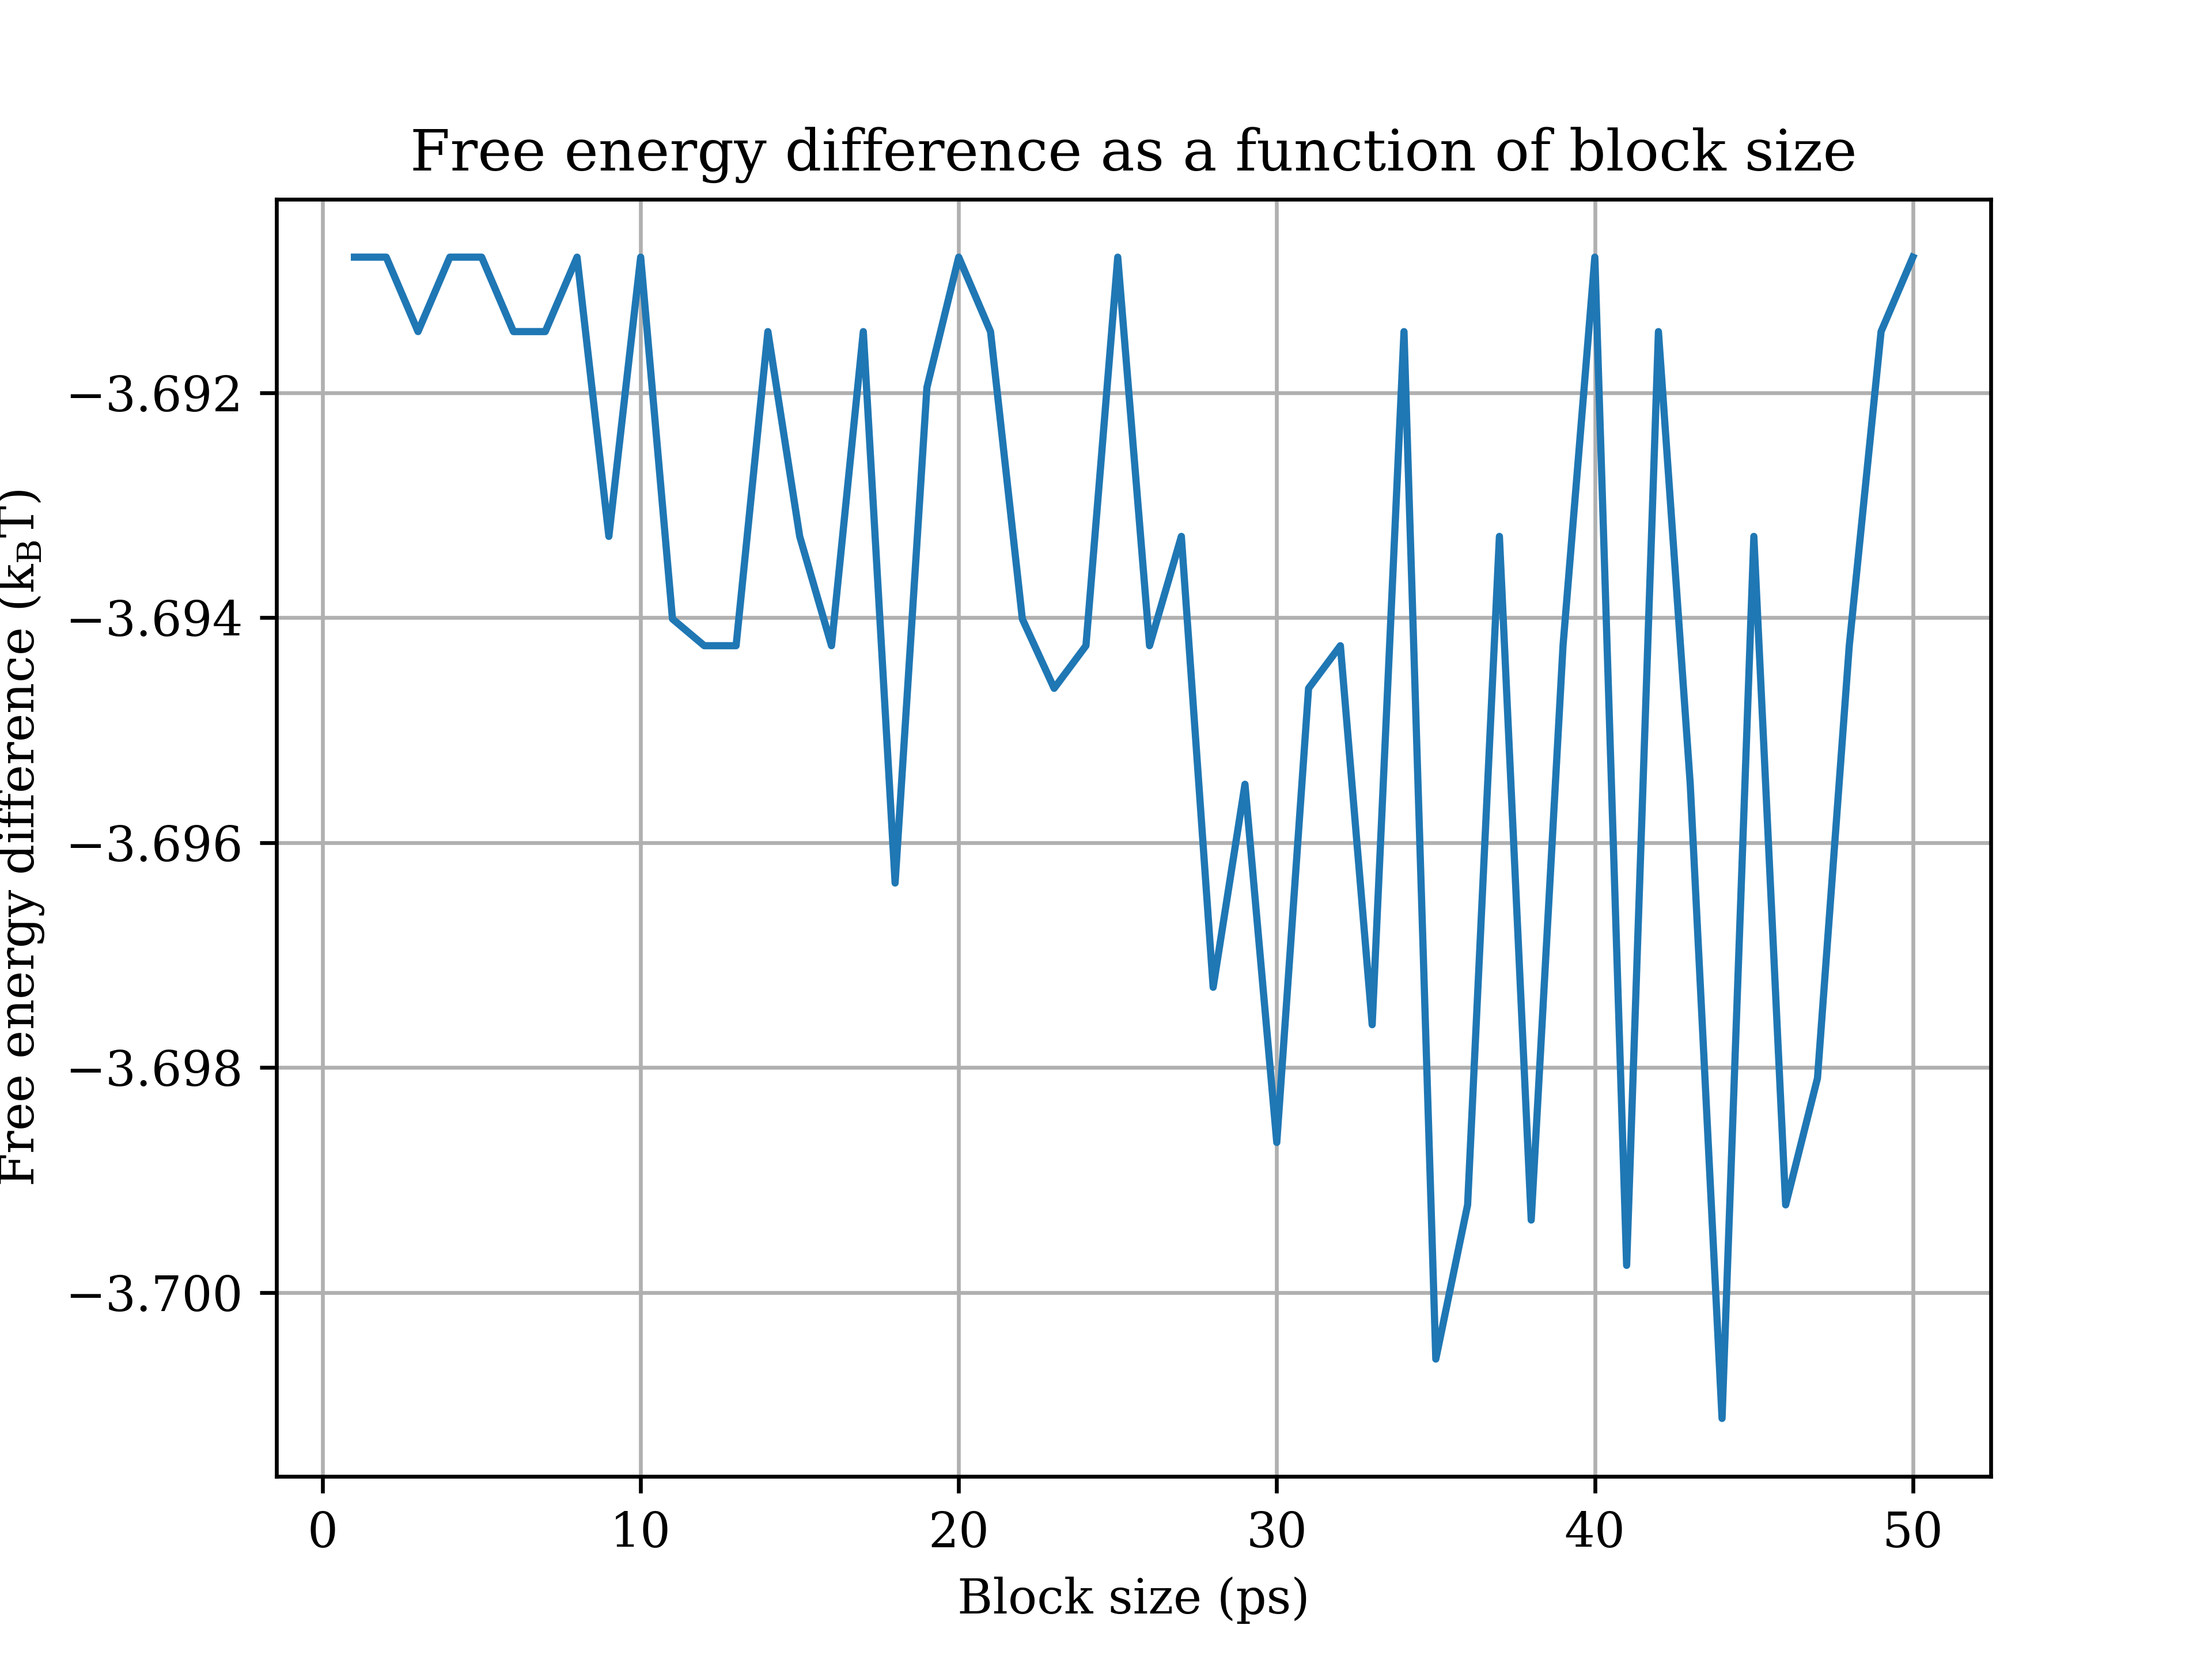 Free energy difference as a function of block size
−3.692
−3.694
−3.696
−3.698
−3.700
Free energy difference (kBT)
0 10 20 30 40 50
Block size (ps)